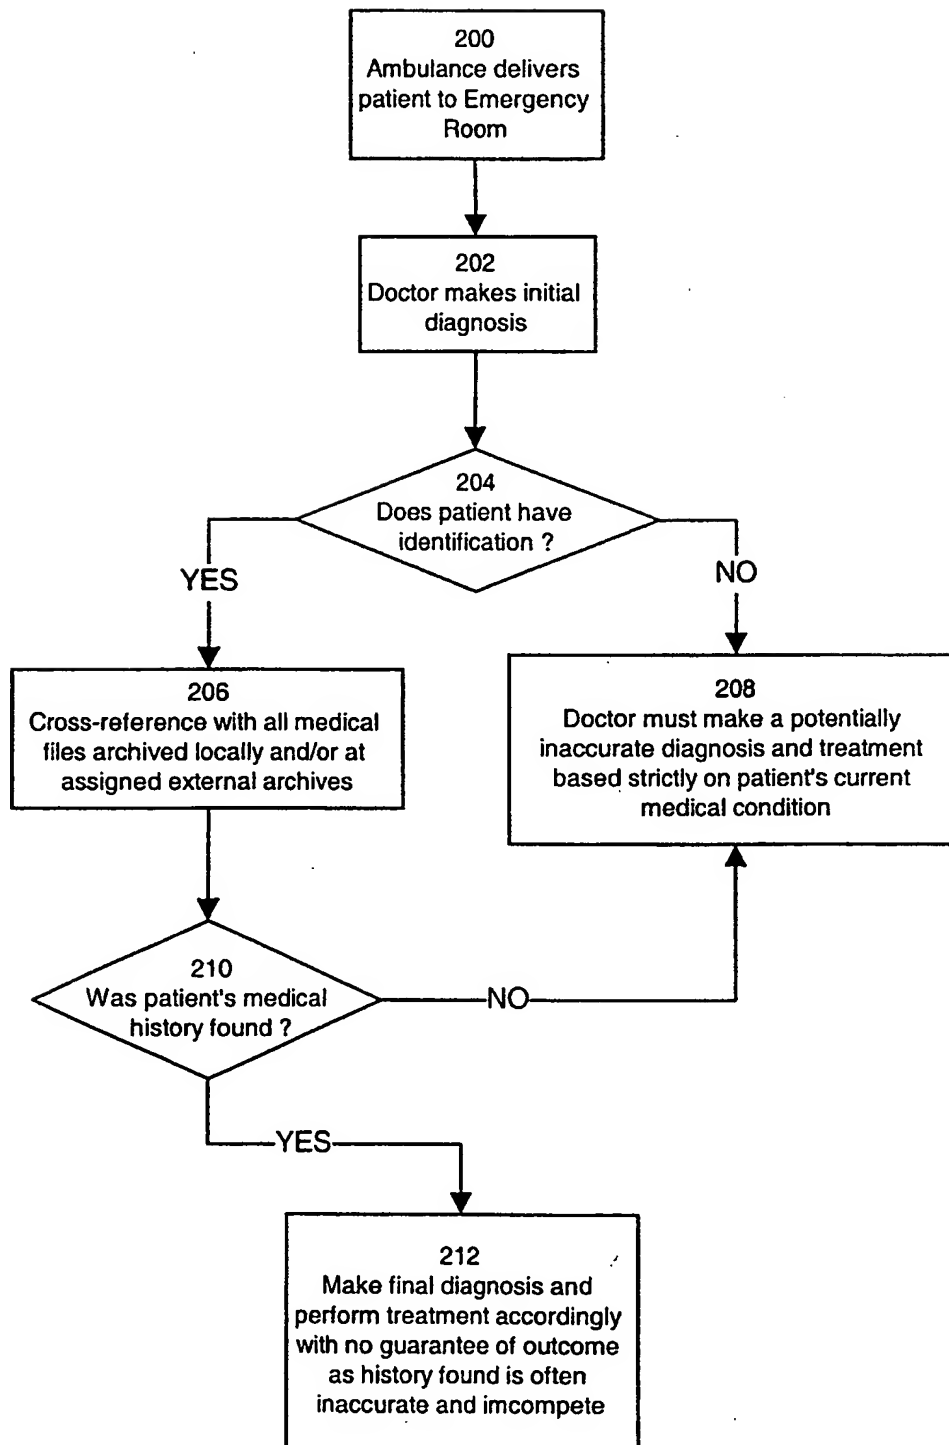 200
Ambulance delivers
patient to Emergency
Room
202
Doctor makes initial
diagnosis
204
Does patient have
identification ?
YES
NO
206
Cross-reference with all medical
files archived locally and/or at
assigned external archives
208
Doctor must make a potentially
inaccurate diagnosis and treatment
based strictly on patient's current
medical condition
210
Was patient's medical
history found ?
NO
YES
212
Make final diagnosis and
perform treatment accordingly
with no guarantee of outcome
as history found is often
inaccurate and imcompete